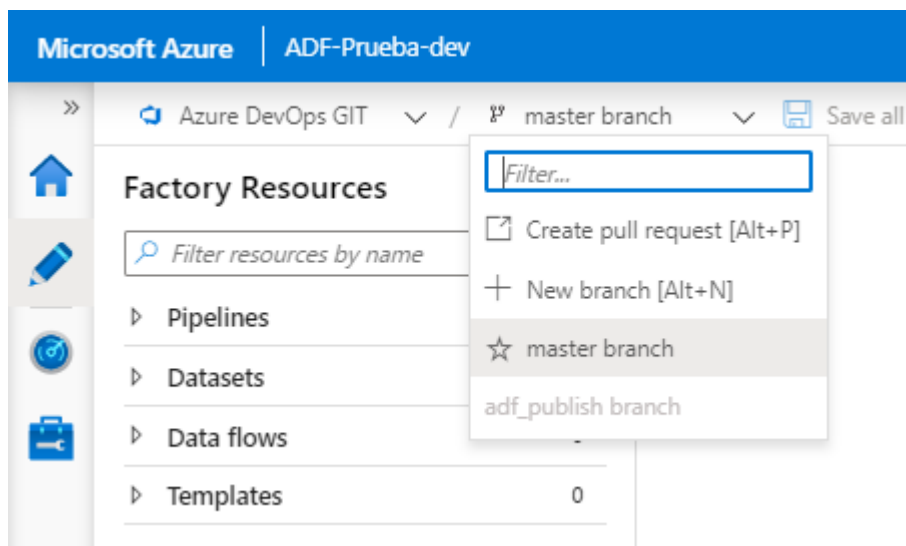 Microsoft Azure ADF-Prueba-dev
Azure DevOps GIT / master branch Save all
Factory Resources
Filter...
Filter resources by name
Create pull request [Alt+P]
New branch [Alt+N]
Pipelines
master branch
Datasets
adf_publish branch
Data flows
Templates 0